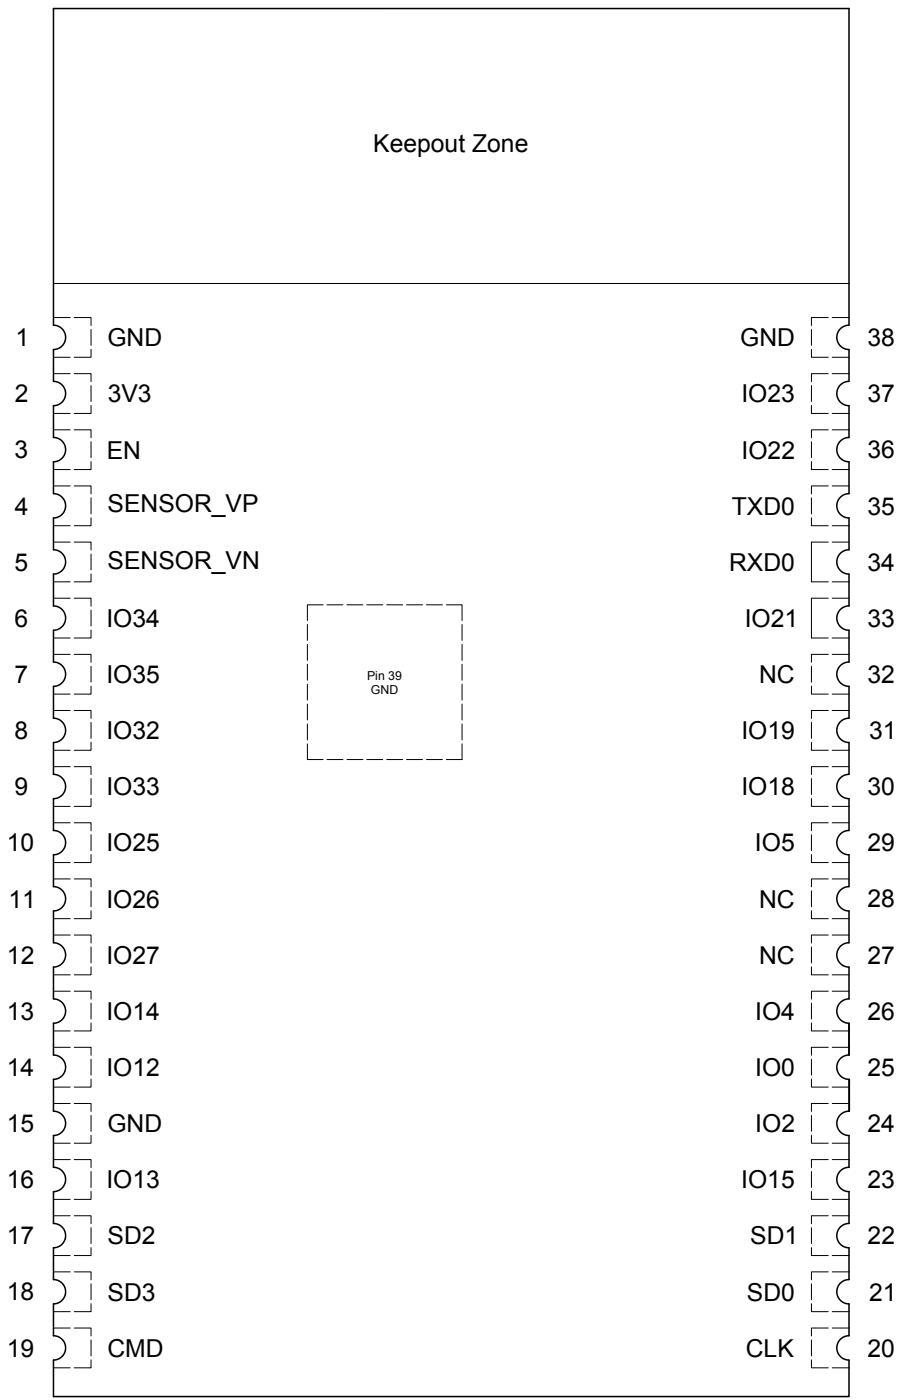 Keepout Zone
1 GND GND 38
2 3V3 IO23 37
3 EN IO22 36
4 SENSOR_VP TXD0 35
5 SENSOR_VN RXD0 34
6 IO34 IO21 33
7 IO35 Pin 39 NC 32
GND
8 IO32 IO19 31
9 IO33 IO18 30
10 IO25 IO5 29
11 IO26 NC 28
12 IO27 NC 27
13 IO14 IO4 26
14 IO12 IO0 25
15 GND IO2 24
16 IO13 IO15 23
17 SD2 SD1 22
18 SD3 SD0 21
19 CMD CLK 20